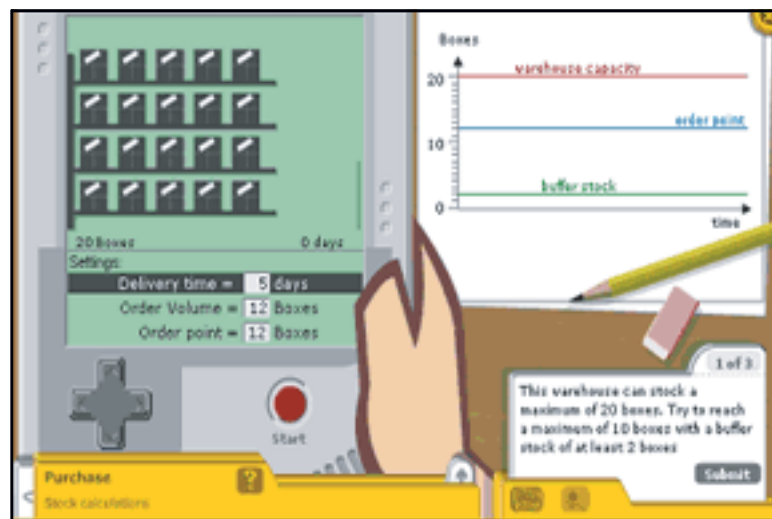 Boxes
warehouse capacity
20
order point
10
buffer stock
0
time
20 Boxes 0 days
Settings:
Delivery time = 5 days
Order Volume = 12 Boxes
Order point = 12 Boxes
Start
1 of 3
This warehouse can stock a
maximum of 20 boxes. Try to reach
a maximum of 10 boxes with a buffer
stock of at least 2 boxes
Submit
Purchase
?
Stock calculations